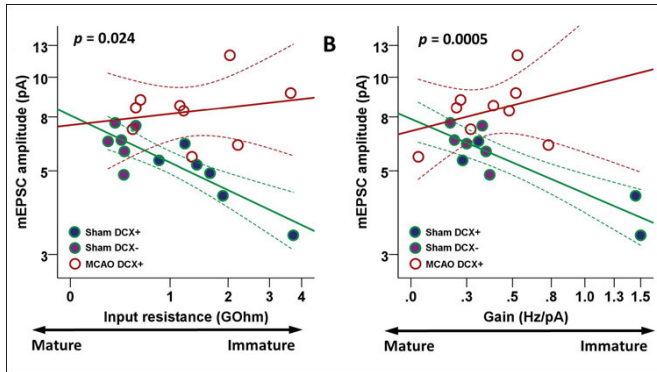 p = 0.024
mEPSC amplitude (pA)
13
10
8
5
3
Sham DCX+
Sham DCX-
MCAO DCX+
0 1 2 3 4
Input resistance (GOhm)
Mature Immature
B
p = 0.0005
mEPSC amplitude (pA)
13
10
8
5
3
Sham DCX+
Sham DCX-
MCAO DCX+
.0 .3 .5 .8 1.0 1.3 1.5
Gain (Hz/pA)
Mature Immature